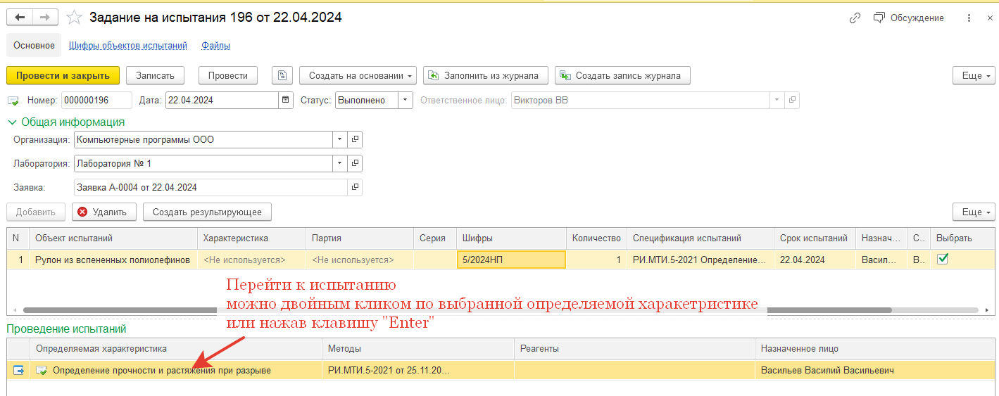 Задание на испытания 196 от 22.04.2024
Обсуждение
Основное Шифры объектов испытаний Файлы
Провести и закрыть Записать Провести Создать на основании Заполнить из журнала Создать запись журнала Еще
Номер: 000000196 Дата: 22.04.2024 Статус: Выполнено Ответственное лицо: Викторов ВВ
Общая информация
Организация: Компьютерные программы ООО
Лаборатория: Лаборатория № 1
Заявка: Заявка А-0004 от 22.04.2024
Добавить Удалить Создать результирующее Еще
N Объект испытаний Характеристика Партия Серия Шифры Количество Спецификация испытаний Срок испытаний Назнач... С.. Выбрать
1 Рулон из вспененных полиолефинов <Не используется> <Не используется> 5/2024НП 1 РИ.МТИ.5-2021 Определение... 22.04.2024 Васил... В..
Перейти к испытанию
можно двойным кликом по выбранной определяемой харакетристике
или нажав клавишу "Enter"
Проведение испытаний
Определяемая характеристика Методы Реагенты Назначенное лицо
Определение прочности и растяжения при разрыве РИ.МТИ.5-2021 от 25.11.20... Васильев Василий Васильевич